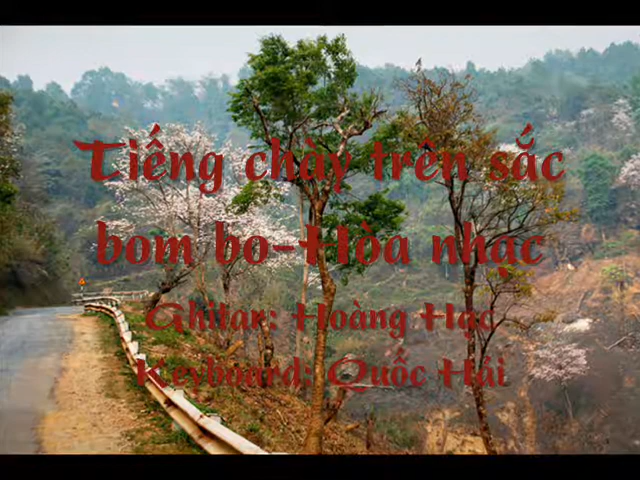 Tiếng chày trên sắc
bom bo-Hòa nhạc
Ghitar: Hoàng Hạc
Keyboard: Quốc Hải